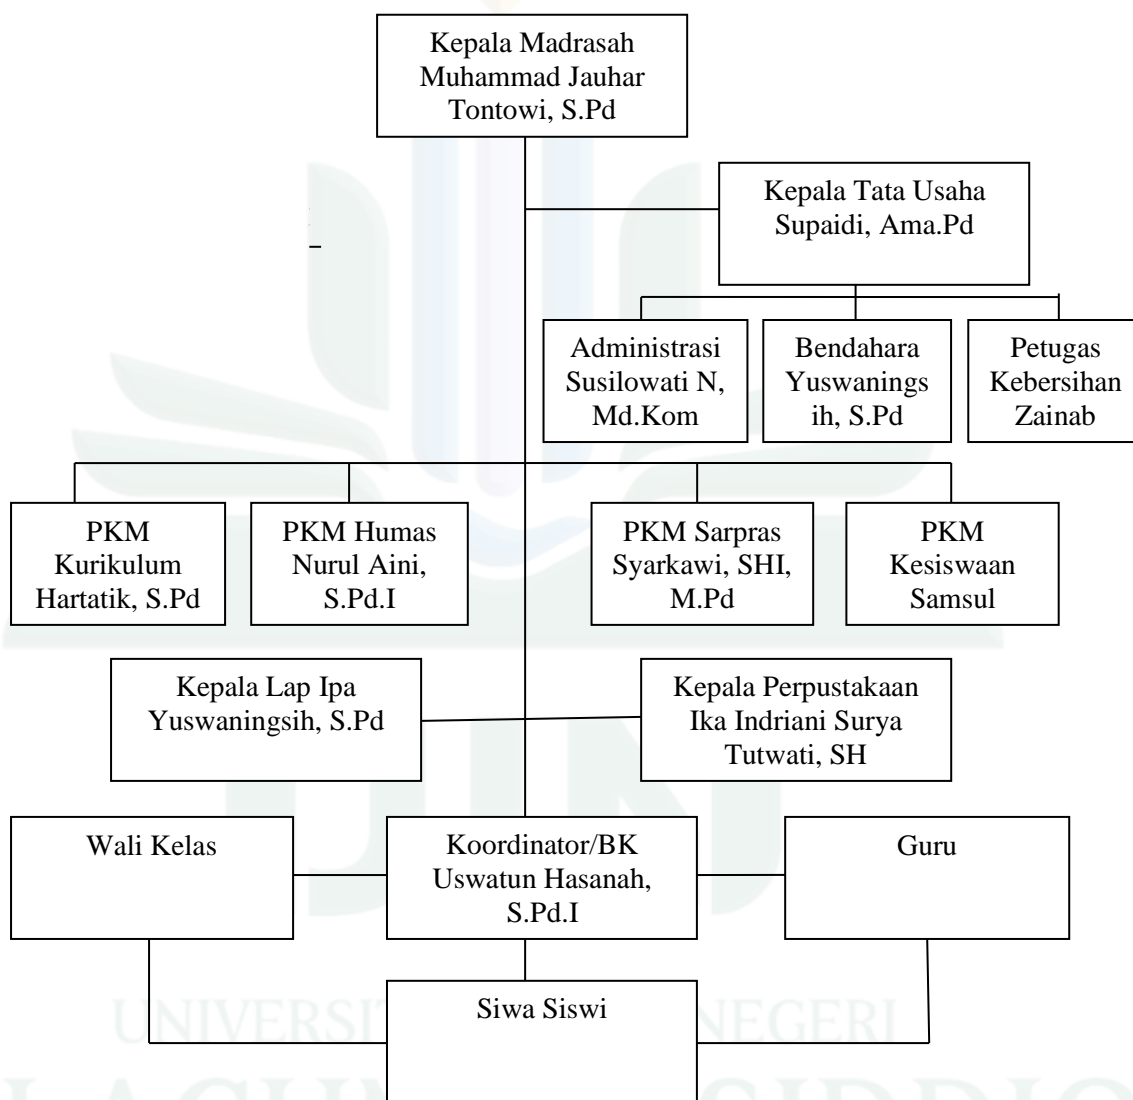 Kepala Madrasah
Muhammad Jauhar
Tontowi, S.Pd
Kepala Tata Usaha
Supaidi, Ama.Pd
Administrasi
Susilowati N,
Md.Kom
Bendahara
Yuswanings
ih, S.Pd
Petugas
Kebersihan
Zainab
PKM
Kurikulum
Hartatik, S.Pd
PKM Humas
Nurul Aini,
S.Pd.I
PKM Sarpras
Syarkawi, SHI,
M.Pd
PKM
Kesiswaan
Samsul
Kepala Lap Ipa
Yuswaningsih, S.Pd
Kepala Perpustakaan
Ika Indriani Surya
Tutwati, SH
Wali Kelas
Koordinator/BK
Uswatun Hasanah,
S.Pd.I
Guru
Siwa Siswi
NEGERI